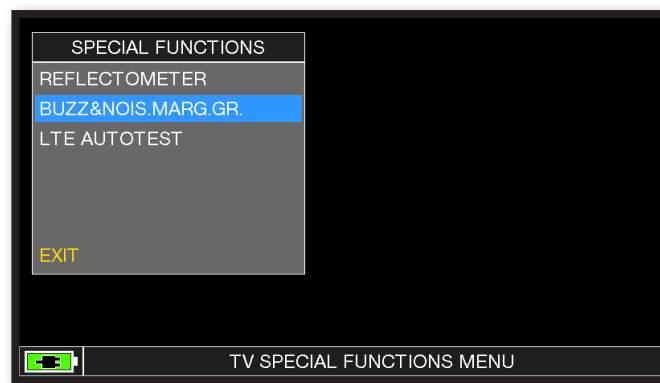 SPECIAL FUNCTIONS
REFLECTOMETER
BUZZ&NOIS.MARG.GR.
LTE AUTOTEST
EXIT
TV SPECIAL FUNCTIONS MENU